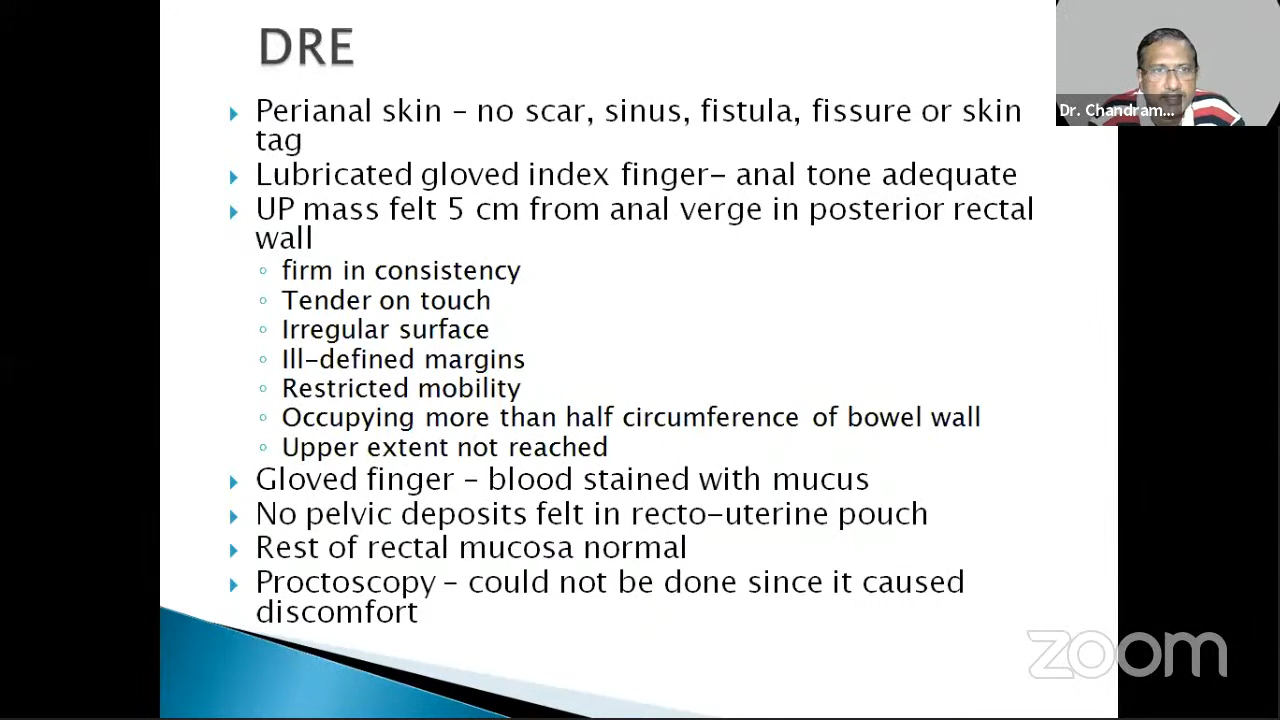 DRE
Perianal skin – no scar, sinus, fistula, fissure or skin
tag
Lubricated gloved index finger– anal tone adequate
UP mass felt 5 cm from anal verge in posterior rectal
wall
firm in consistency
Tender on touch
Irregular surface
Ill-defined margins
Restricted mobility
Occupying more than half circumference of bowel wall
Upper extent not reached
Gloved finger – blood stained with mucus
No pelvic deposits felt in recto-uterine pouch
Rest of rectal mucosa normal
Proctoscopy – could not be done since it caused
discomfort
Dr. Chandram...
zoom